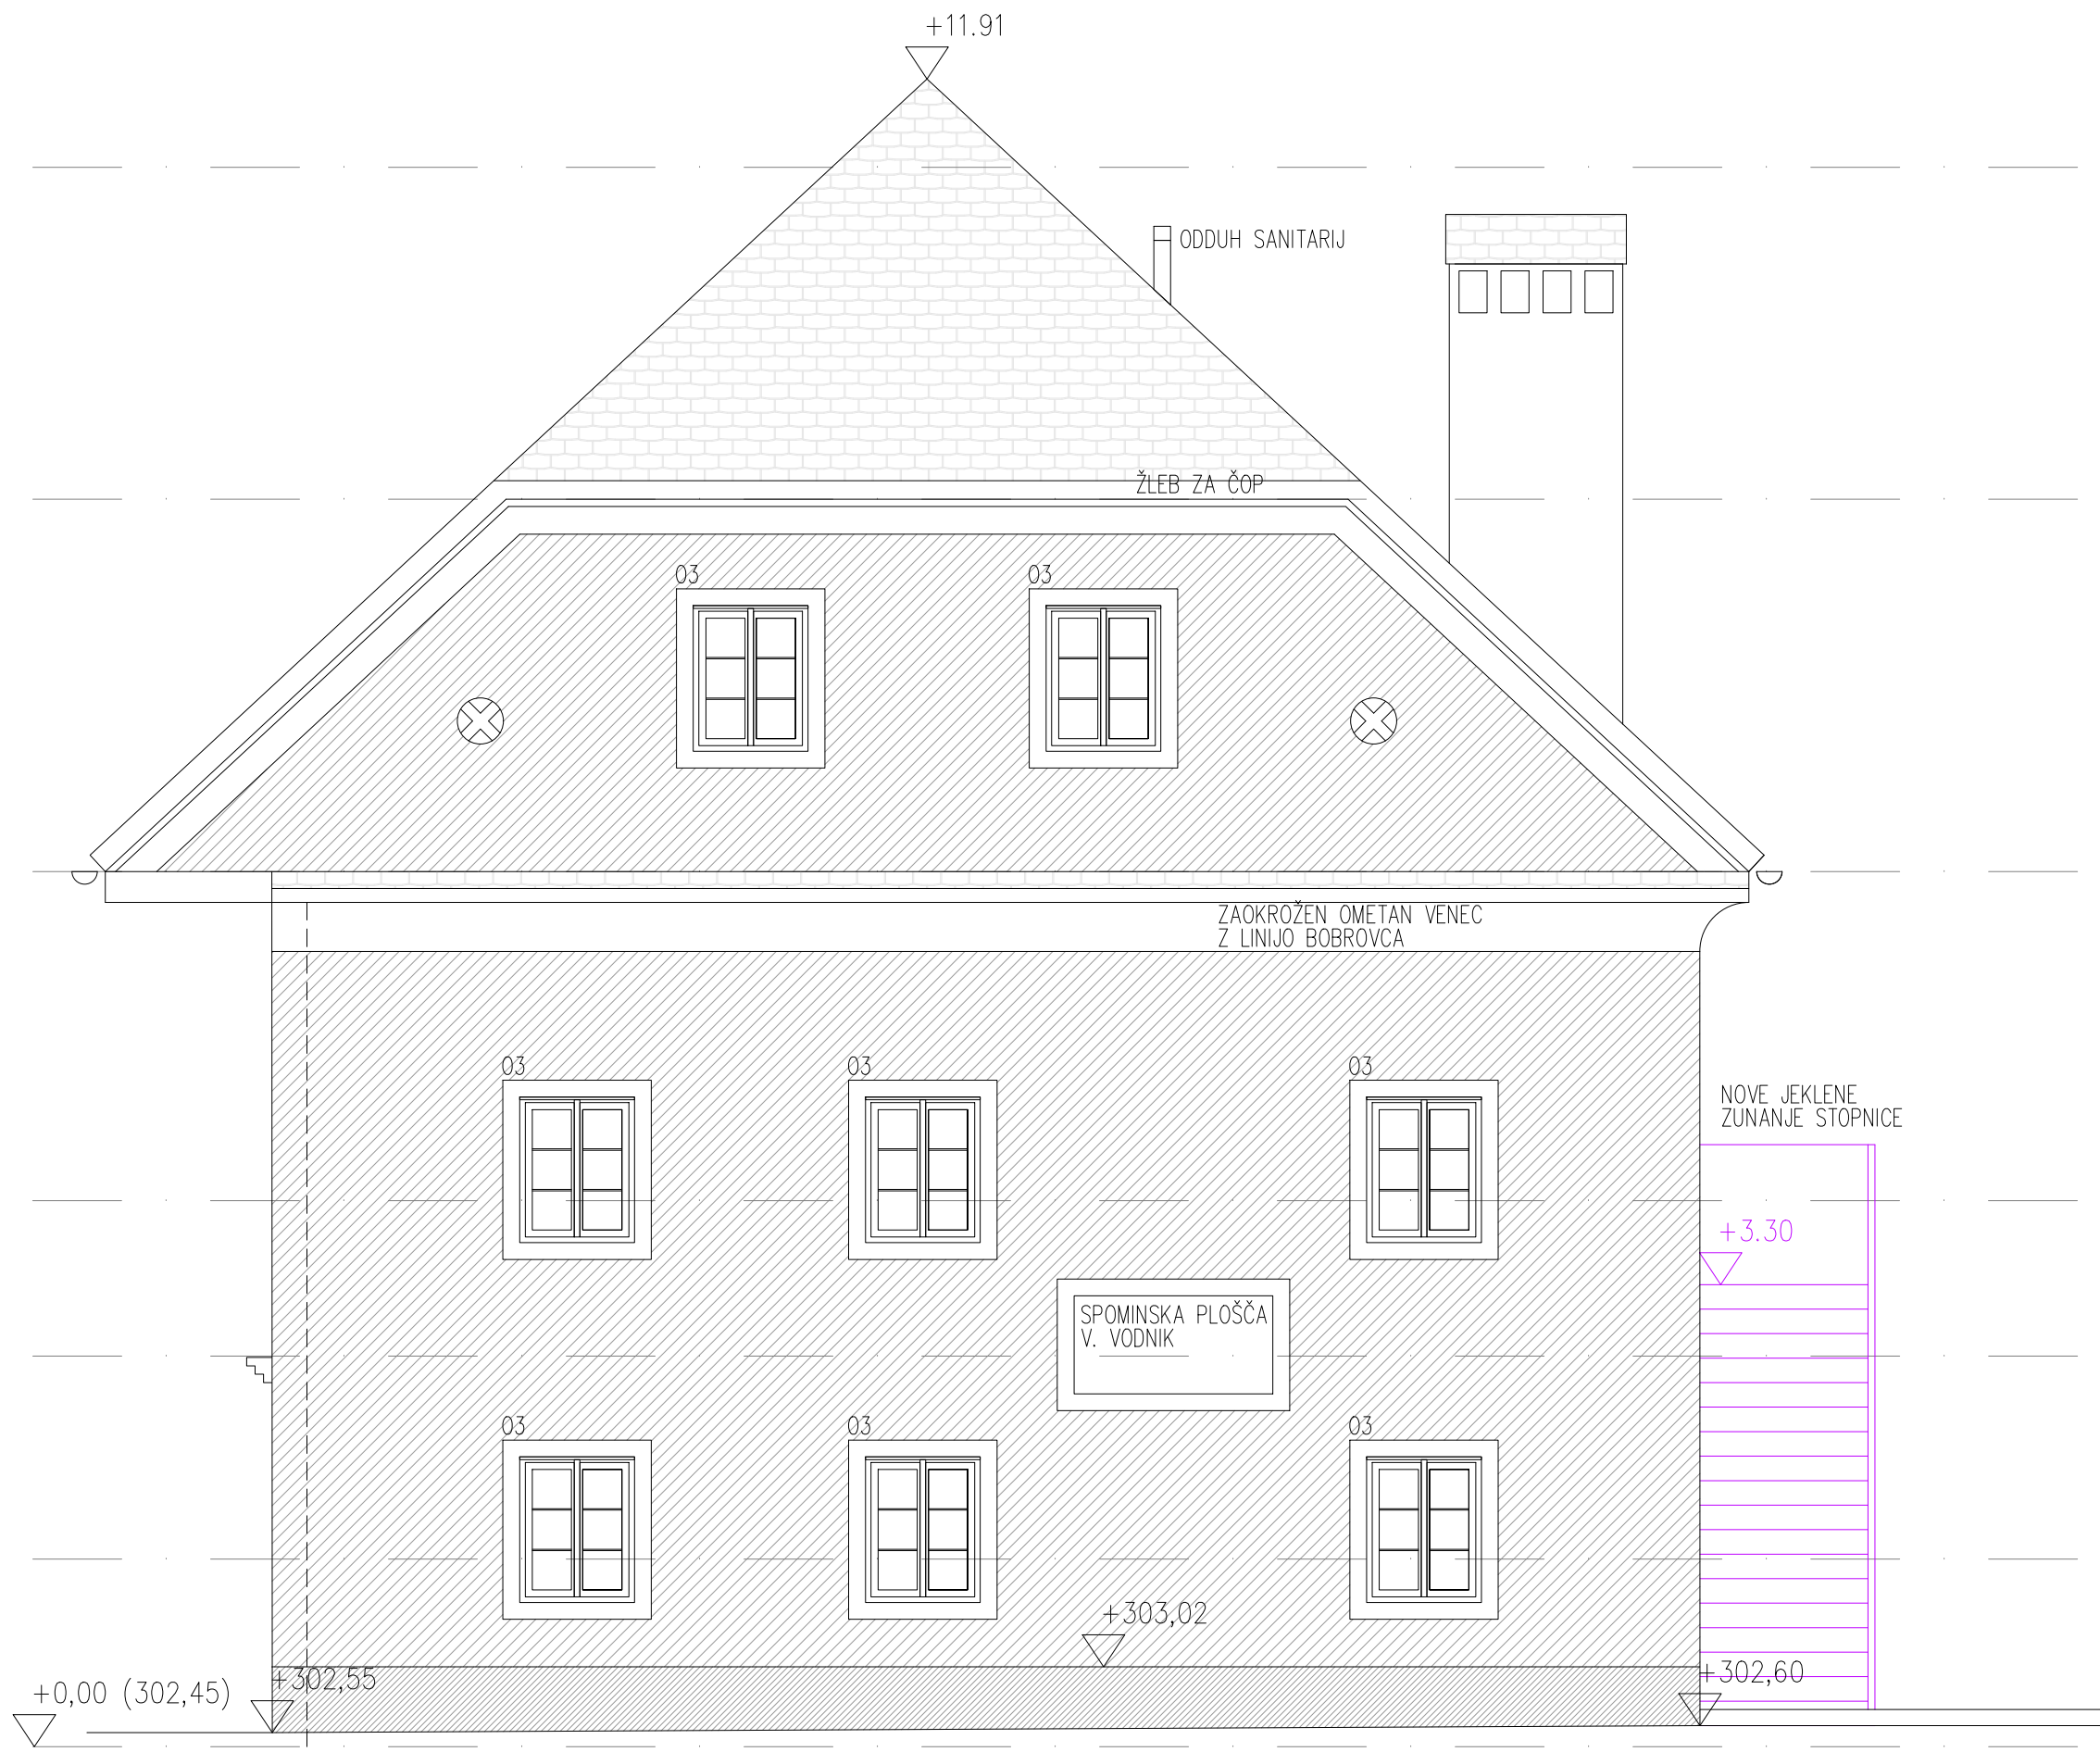 +11.91
ODDUH SANITARIJ
ŽLEB ZA ČOP
03
03
ZAOKROŽEN OMETAN VENEC
Z LINIJO BOBROVCA
03
03
03
NOVE JEKLENE
ZUNANJE STOPNICE
+3.30
SPOMINSKA PLOŠČA
V. VODNIK
03
03
03
+303,02
+302,55
+302,60
+0,00 (302,45)